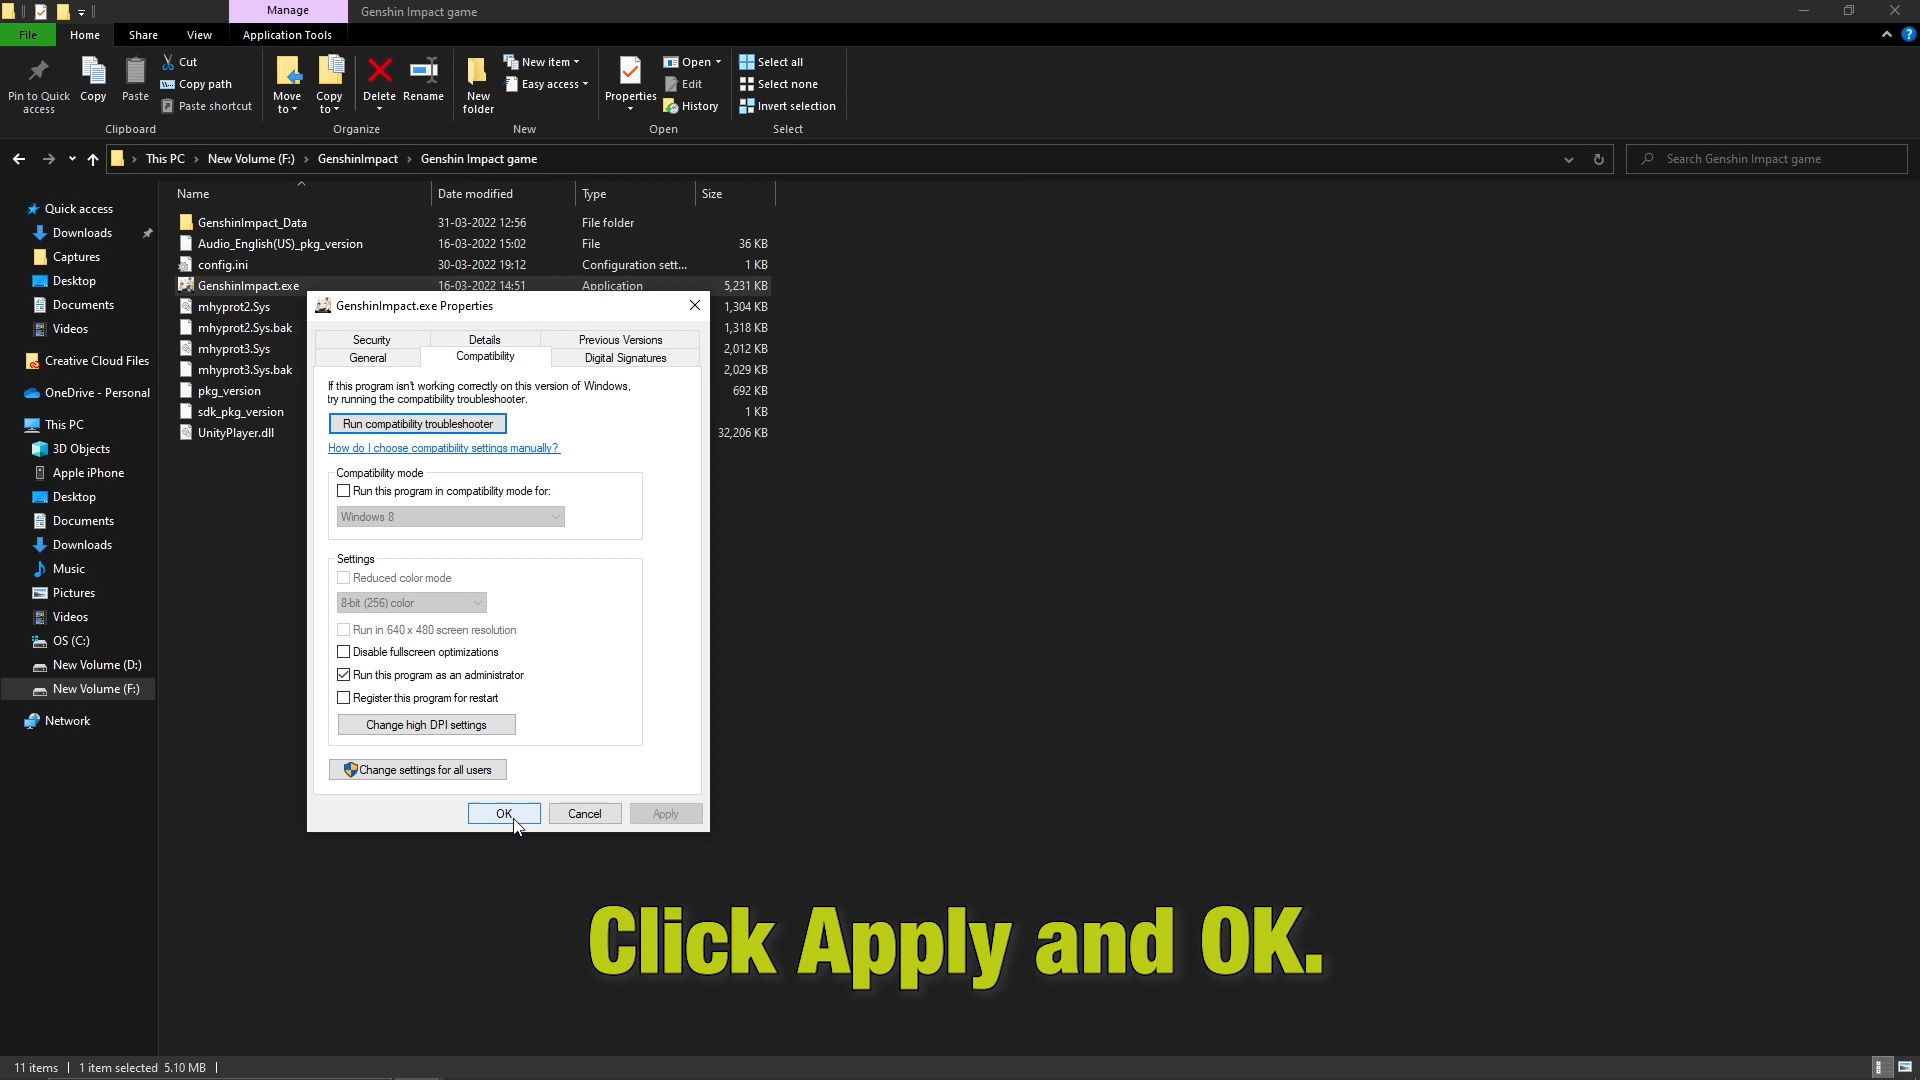 Manage
Genshin Impact game
File
Home
Share
View
Application Tools
Pin to Quick access
Copy
Paste
Cut
Copy path
Paste shortcut
Clipboard
Move to
Copy to
Delete
Rename
Organize
New folder
New item
Easy access
New
Properties
Open
Edit
History
Open
Select all
Select none
Invert selection
Select
This PC > New Volume (F:) > GenshinImpact > Genshin Impact game
Search Genshin Impact game
Name
Date modified
Type
Size
GenshinImpact_Data 31-03-2022 12:56 File folder
Audio_English(US)_pkg_version 16-03-2022 15:02 File 36 KB
config.ini 30-03-2022 19:12 Configuration sett... 1 KB
GenshinImpact.exe 16-03-2022 14:51 Application 5,231 KB
mhyprot2.Sys 1,304 KB
mhyprot2.Sys.bak 1,318 KB
mhyprot3.Sys 2,012 KB
mhyprot3.Sys.bak 2,029 KB
pkg_version 692 KB
sdk_pkg_version 1 KB
UnityPlayer.dll 32,206 KB
Quick access
Downloads
Captures
Desktop
Documents
Videos
Creative Cloud Files
OneDrive - Personal
This PC
3D Objects
Apple iPhone
Desktop
Documents
Downloads
Music
Pictures
Videos
OS (C:)
New Volume (D:)
New Volume (F:)
Network
GenshinImpact.exe Properties
Security
Details
Previous Versions
General
Compatibility
Digital Signatures
If this program isn't working correctly on this version of Windows,
try running the compatibility troubleshooter.
Run compatibility troubleshooter
How do I choose compatibility settings manually?
Compatibility mode
Run this program in compatibility mode for:
Windows 8
Settings
Reduced color mode
8-bit (256) color
Run in 640 x 480 screen resolution
Disable fullscreen optimizations
Run this program as an administrator
Register this program for restart
Change high DPI settings
Change settings for all users
OK
Cancel
Apply
Click Apply and OK.
11 items
1 item selected 5.10 MB